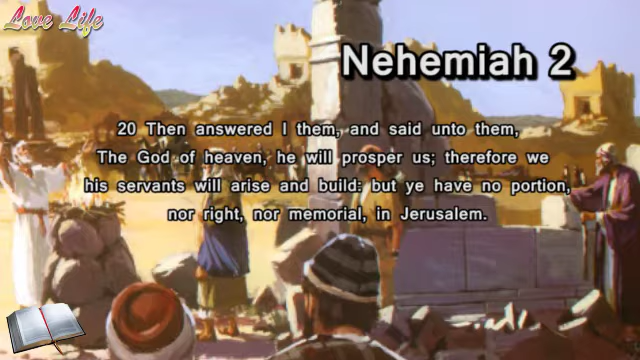 Love Life
Nehemiah 2
20 Then answered I them, and said unto them,
The God of heaven, he will prosper us; therefore we
his servants will arise and build: but ye have no portion,
nor right, nor memorial, in Jerusalem.